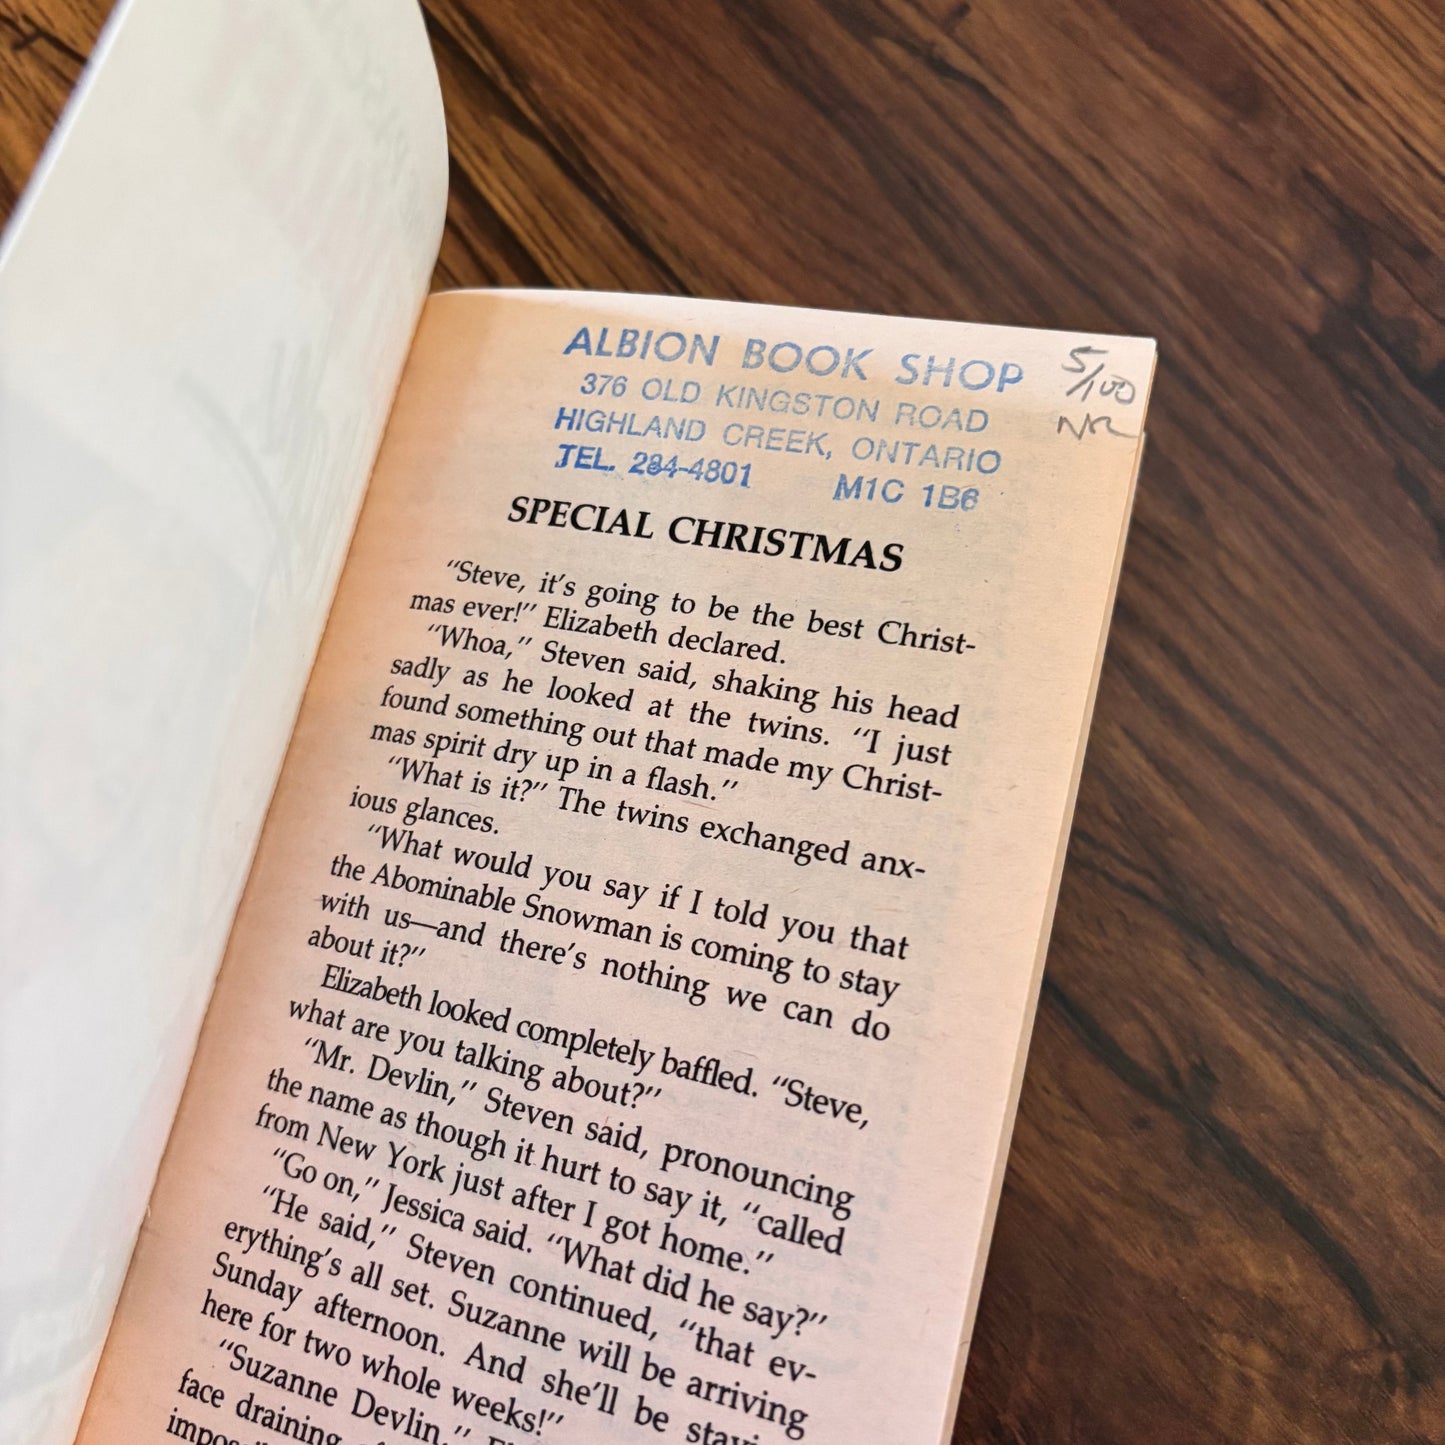 ALBION BOOK SHOP
376 OLD KINGSTON ROAD
HIGHLAND CREEK, ONTARIO
TEL. 284-4801 M1C 1B6
5/100
NR
SPECIAL CHRISTMAS
“Steve, it’s going to be the best Christ-
mas ever!” Elizabeth declared.
“Whoa,” Steven said, shaking his head
sadly as he looked at the twins. “I just
found something out that made my Christ-
mas spirit dry up in a flash.”
“What is it?” The twins exchanged anx-
ious glances.
“What would you say if I told you that
the Abominable Snowman is coming to stay
with us—and there’s nothing we can do
about it?”
Elizabeth looked completely baffled. “Steve,
what are you talking about?”
“Mr. Devlin,” Steven said, pronouncing
the name as though it hurt to say it, “called
from New York just after I got home.”
“Go on,” Jessica said. “What did he say?”
“He said,” Steven continued, “that ev-
erything’s all set. Suzanne will be arriving
Sunday afternoon. And she’ll be
here for two whole weeks!”
“Suzanne Devlin,”
face draining